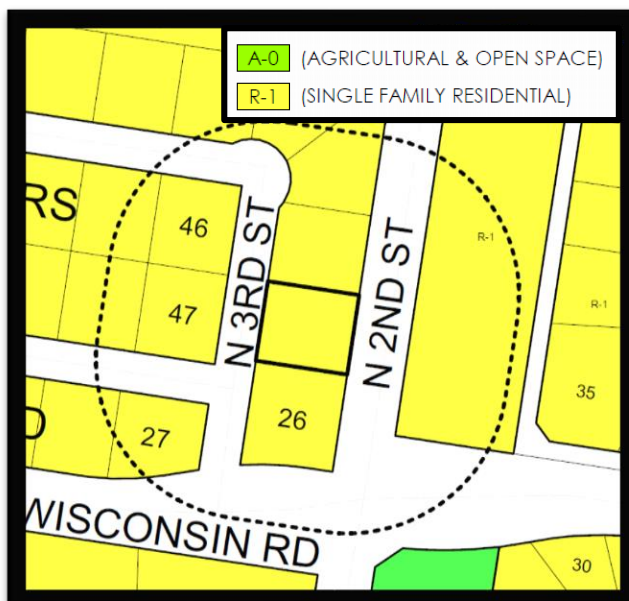 A-0 (AGRICULTURAL & OPEN SPACE)
R-1 (SINGLE FAMILY RESIDENTIAL)
RS
46
47
N 3RD ST
N 2ND ST
R-1
R-1
35
26
27
D
WISCONSIN RD
30